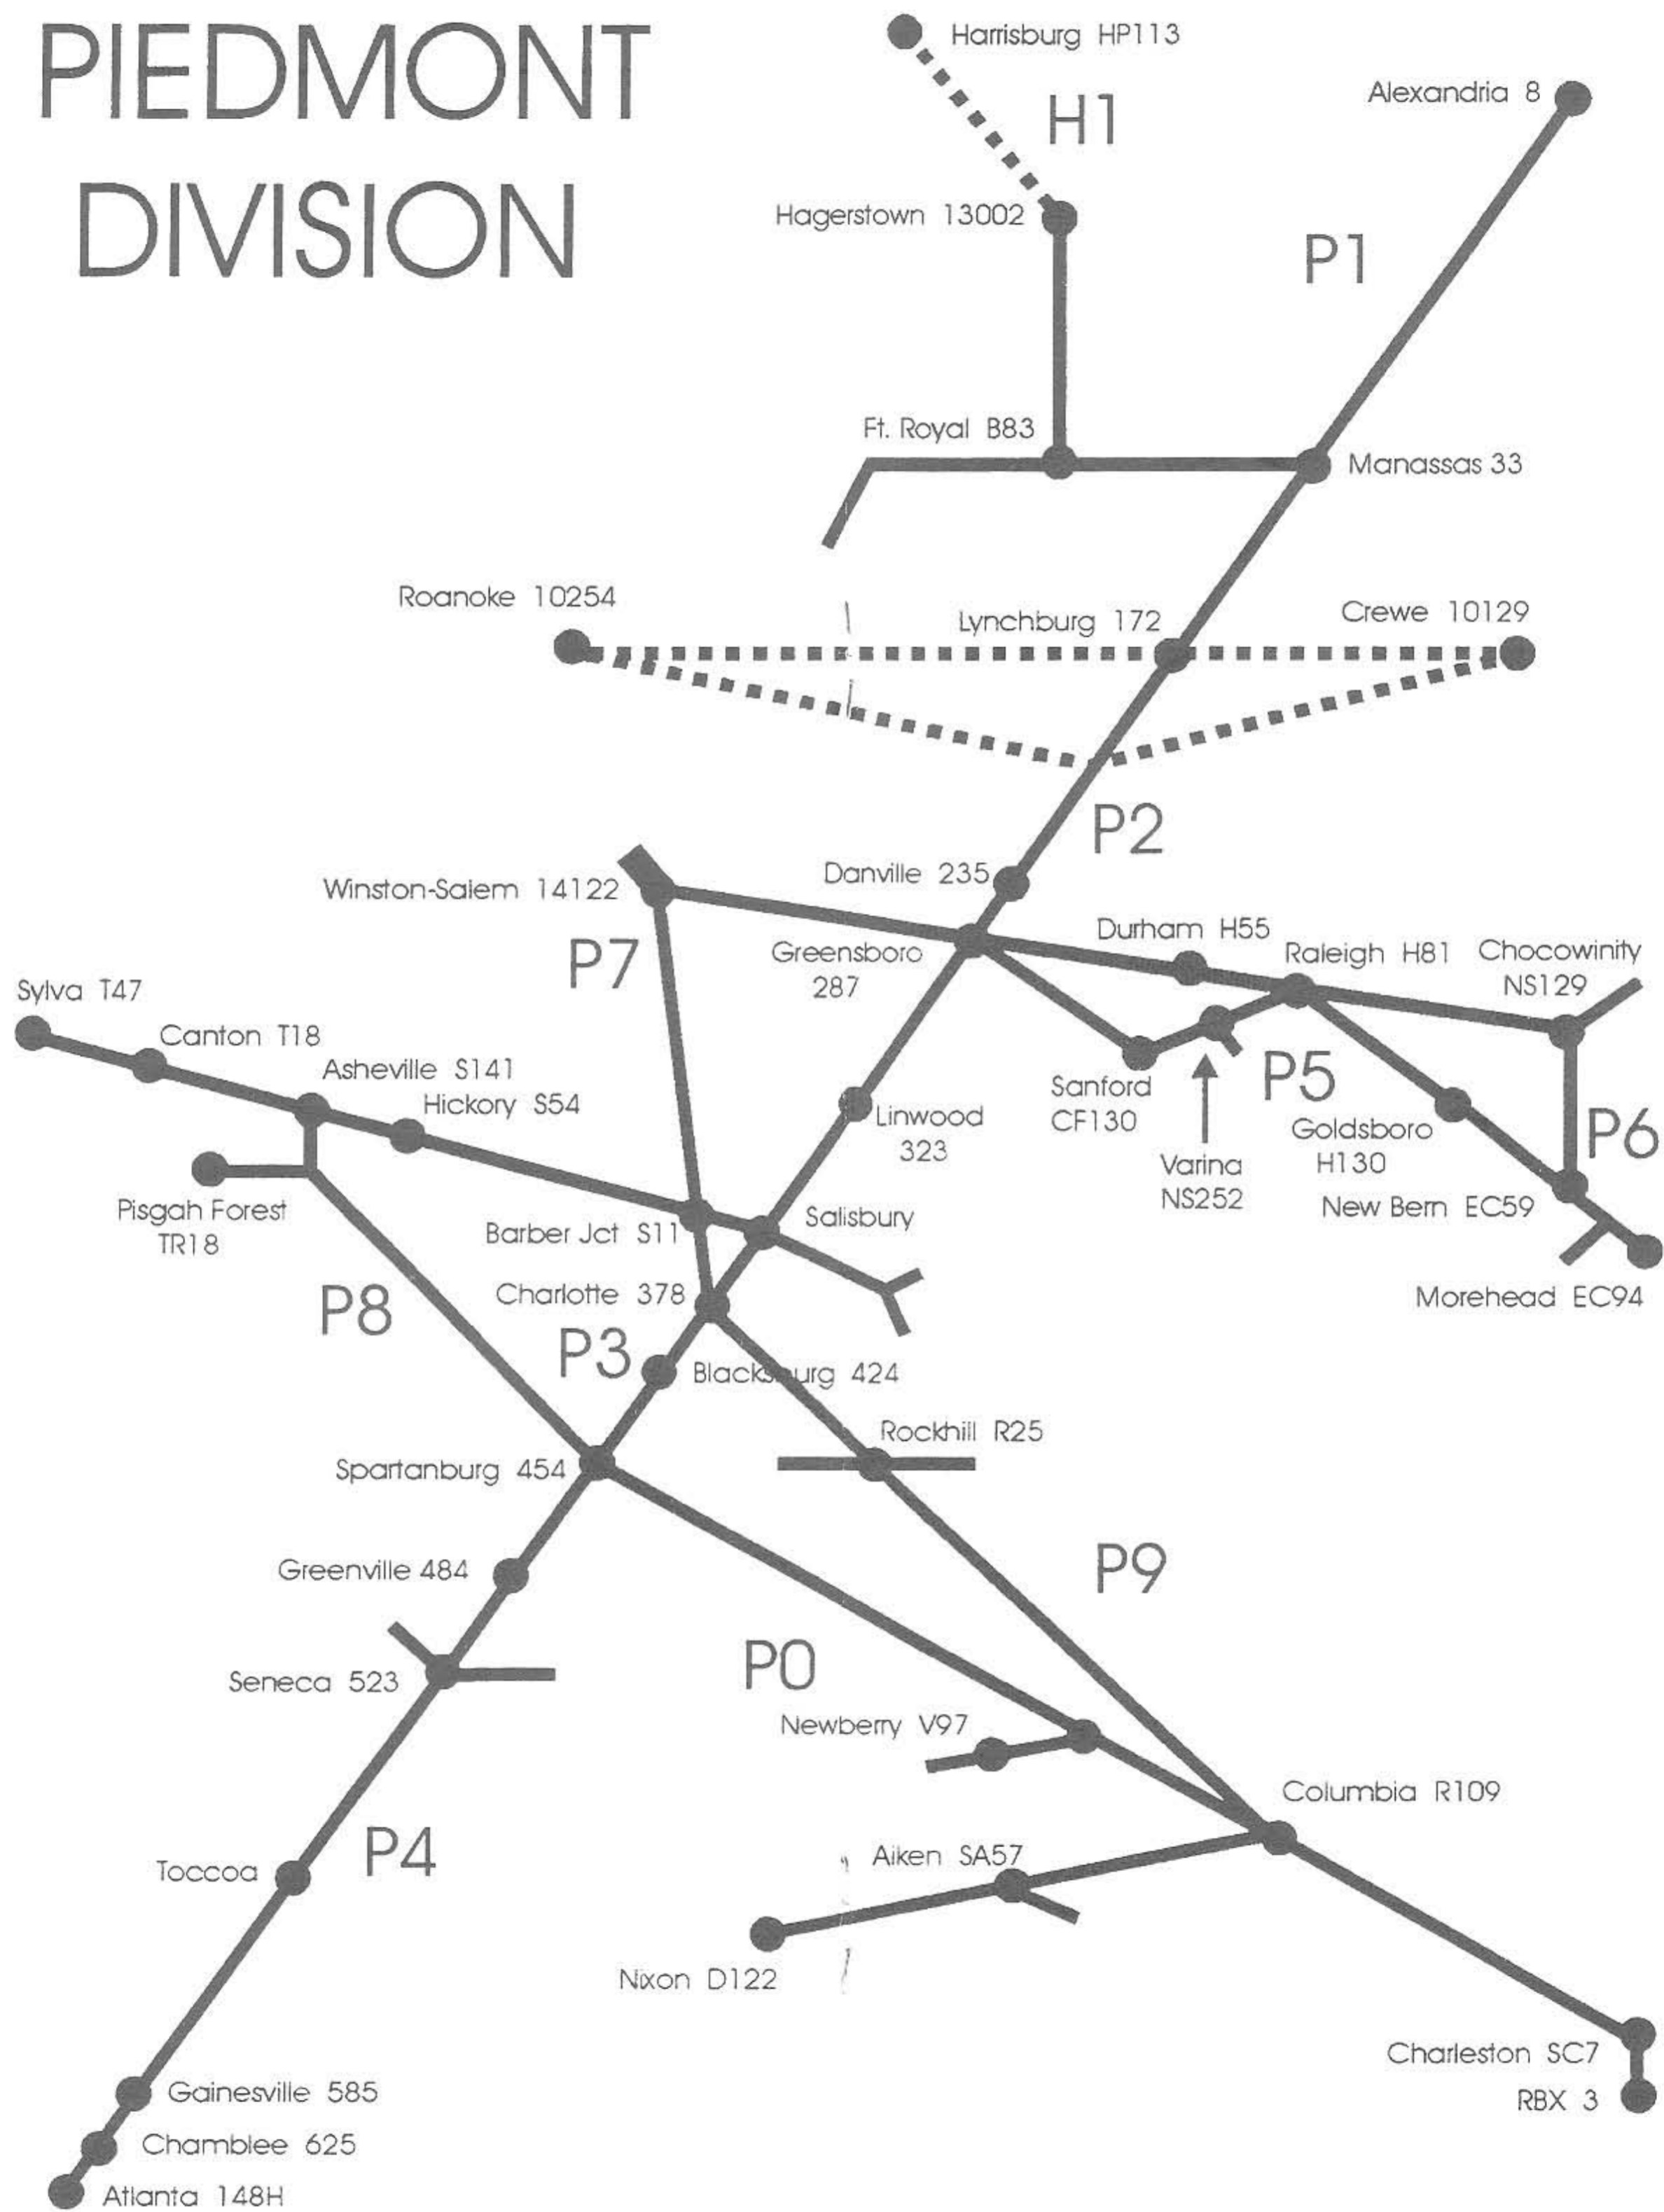 PIEDMONT
DIVISION
Harrisburg HP113
H1
Alexandria 8
Hagerstown 13002
P1
Ft. Royal B83
Manassas 33
Roanoke 10254
Lynchburg 172
Crewe 10129
P2
Winston-Salem 14122
Danville 235
P7
Greensboro
287
Durham H55
Raleigh H81
Chocowinity
NS129
Sylva T47
Canton T18
Asheville S141
Hickory S54
Linwood
323
Sanford
CF130
P5
Varina
NS252
Goldsboro
H130
P6
New Bern EC59
Pisgah Forest
TR18
Barber Jct S11
Salisbury
Morehead EC94
P8
Charlotte 378
P3
Blacksburg 424
Rockhill R25
Spartanburg 454
P9
Greenville 484
P0
Seneca 523
Newberry V97
Columbia R109
P4
Toccoa
Aiken SA57
Nixon D122
Charleston SC7
RBX 3
Gainesville 585
Chamblee 625
Atlanta 148H